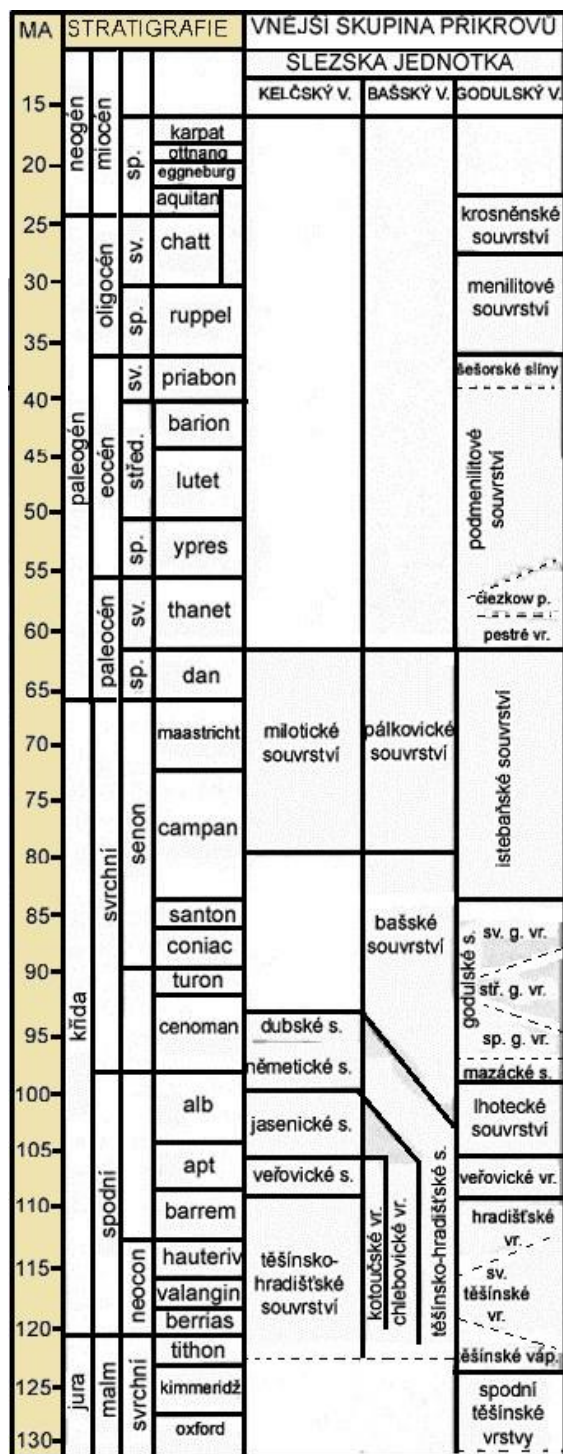 MA STRATIGRAFIE VNĚJŠÍ SKUPINA PŘÍKROVŮ
SLEZSKA JEDNOTKA
KELČSKÝ V. BAŠSKÝ V. GODULSKÝ V.
15
20
25
30
35
40
45
50
55
60
65
70
75
80
85
90
95
100
105
110
115
120
125
130
neogén
paleogén
křída
jura
miocén
oligocén
eocén
paleocén
svrchní
spodní
malm
sp.
sv.
sp.
sv.
střed.
sp.
sv.
sp.
senon
neocon
svrchní
karpat
ottnang
eggneburg
aquitan
chatt
ruppel
priabon
barion
lutet
ypres
thanet
dan
maastricht
campan
santon
coniac
turon
cenoman
alb
apt
barrem
hauteriv
valangin
berrias
tithon
kimmeridž
oxford
milotické
souvrství
dubské s.
németické s.
jasenické s.
veřovické s.
těšínsko-
hradišťské
souvrství
pálkovické
souvrství
bašské
souvrství
kotoučské vr.
chlebovické vr.
těšínsko-hradišťské s.
krosněnské
souvrství
menilitové
souvrství
šešorské slíny
podmenilitové
souvrství
čiezkow p.
pestré vr.
istebaňské souvrství
godulské s.
sv. g. vr.
stř. g. vr.
sp. g. vr.
mazácké s.
lhotecké
souvrství
veřovické vr.
hradišťské
vr.
sv.
těšínské
vr.
těšínské váp.
spodní
těšínské
vrstvy